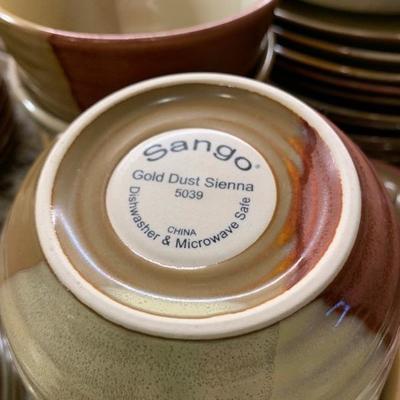 Sango®
Gold Dust Sienna
5039
CHINA
Dishwasher & Microwave Safe